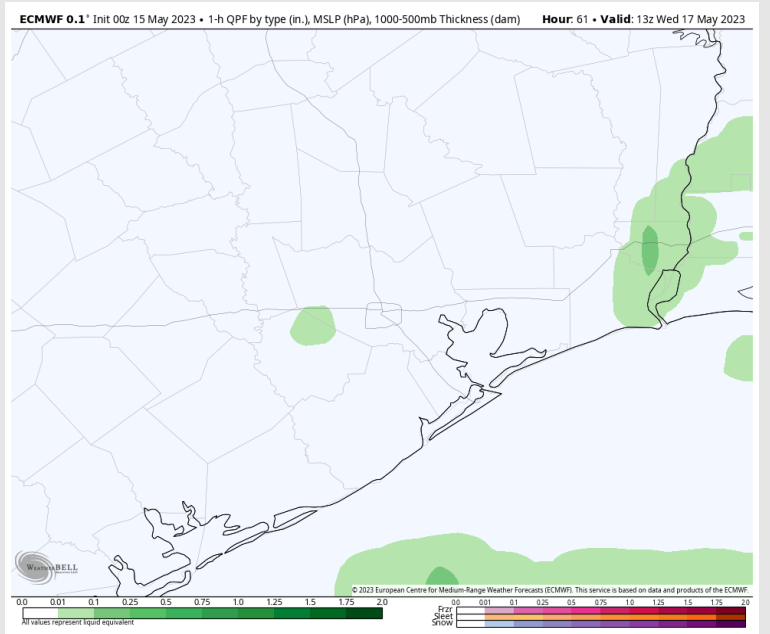 ECMWF 0.1° Init 00z 15 May 2023 • 1-h QPF by type (in.), MSLP (hPa), 1000-500mb Thickness (dam) Hour: 61 • Valid: 13z Wed 17 May 2023
WEATHERBELL
© 2023 European Centre for Medium-Range Weather Forecasts (ECMWF). This service is based on data and products of the ECMWF.
0.0 0.01 0.1 0.25 0.5 0.75 1.0 1.25 1.5 1.75 2.0
All values represent liquid equivalent
0.0 0.01 0.1 0.25 0.5 0.75 1.0 1.25 1.5 1.75 2.0
Frzr
Sleet
Snow